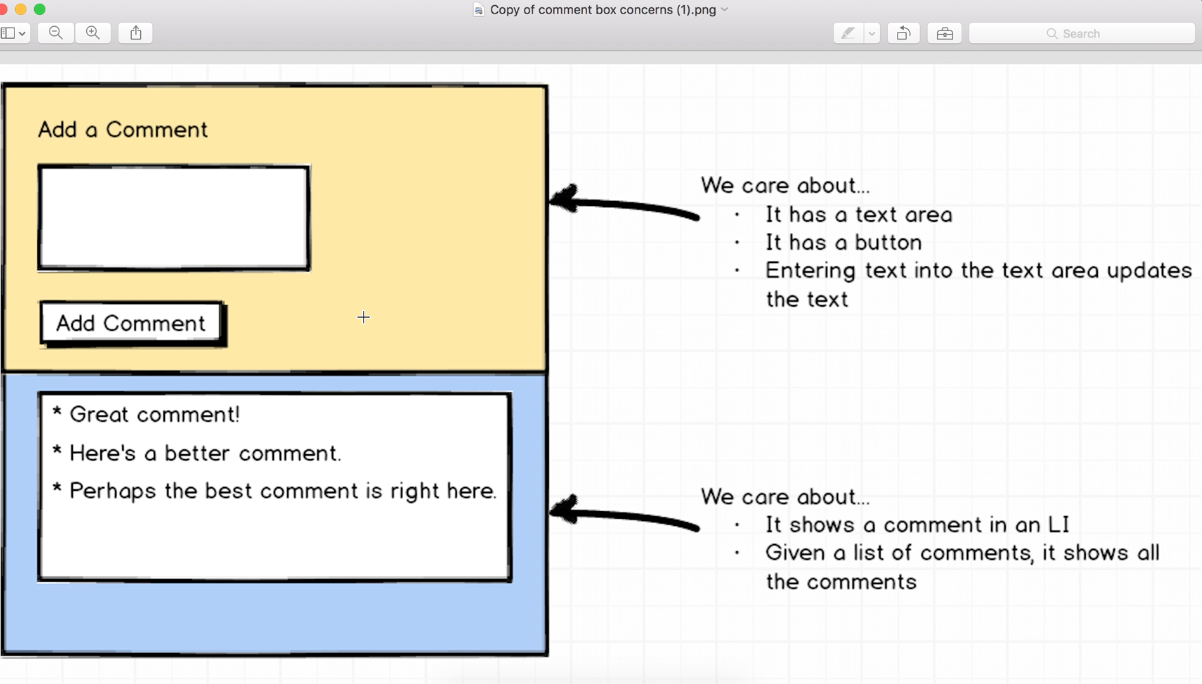 Copy of comment box concerns (1).png
Search
Add a Comment
Add Comment
We care about...
· It has a text area
· It has a button
· Entering text into the text area updates
the text
* Great comment!
* Here's a better comment.
* Perhaps the best comment is right here.
We care about...
· It shows a comment in an LI
· Given a list of comments, it shows all
the comments